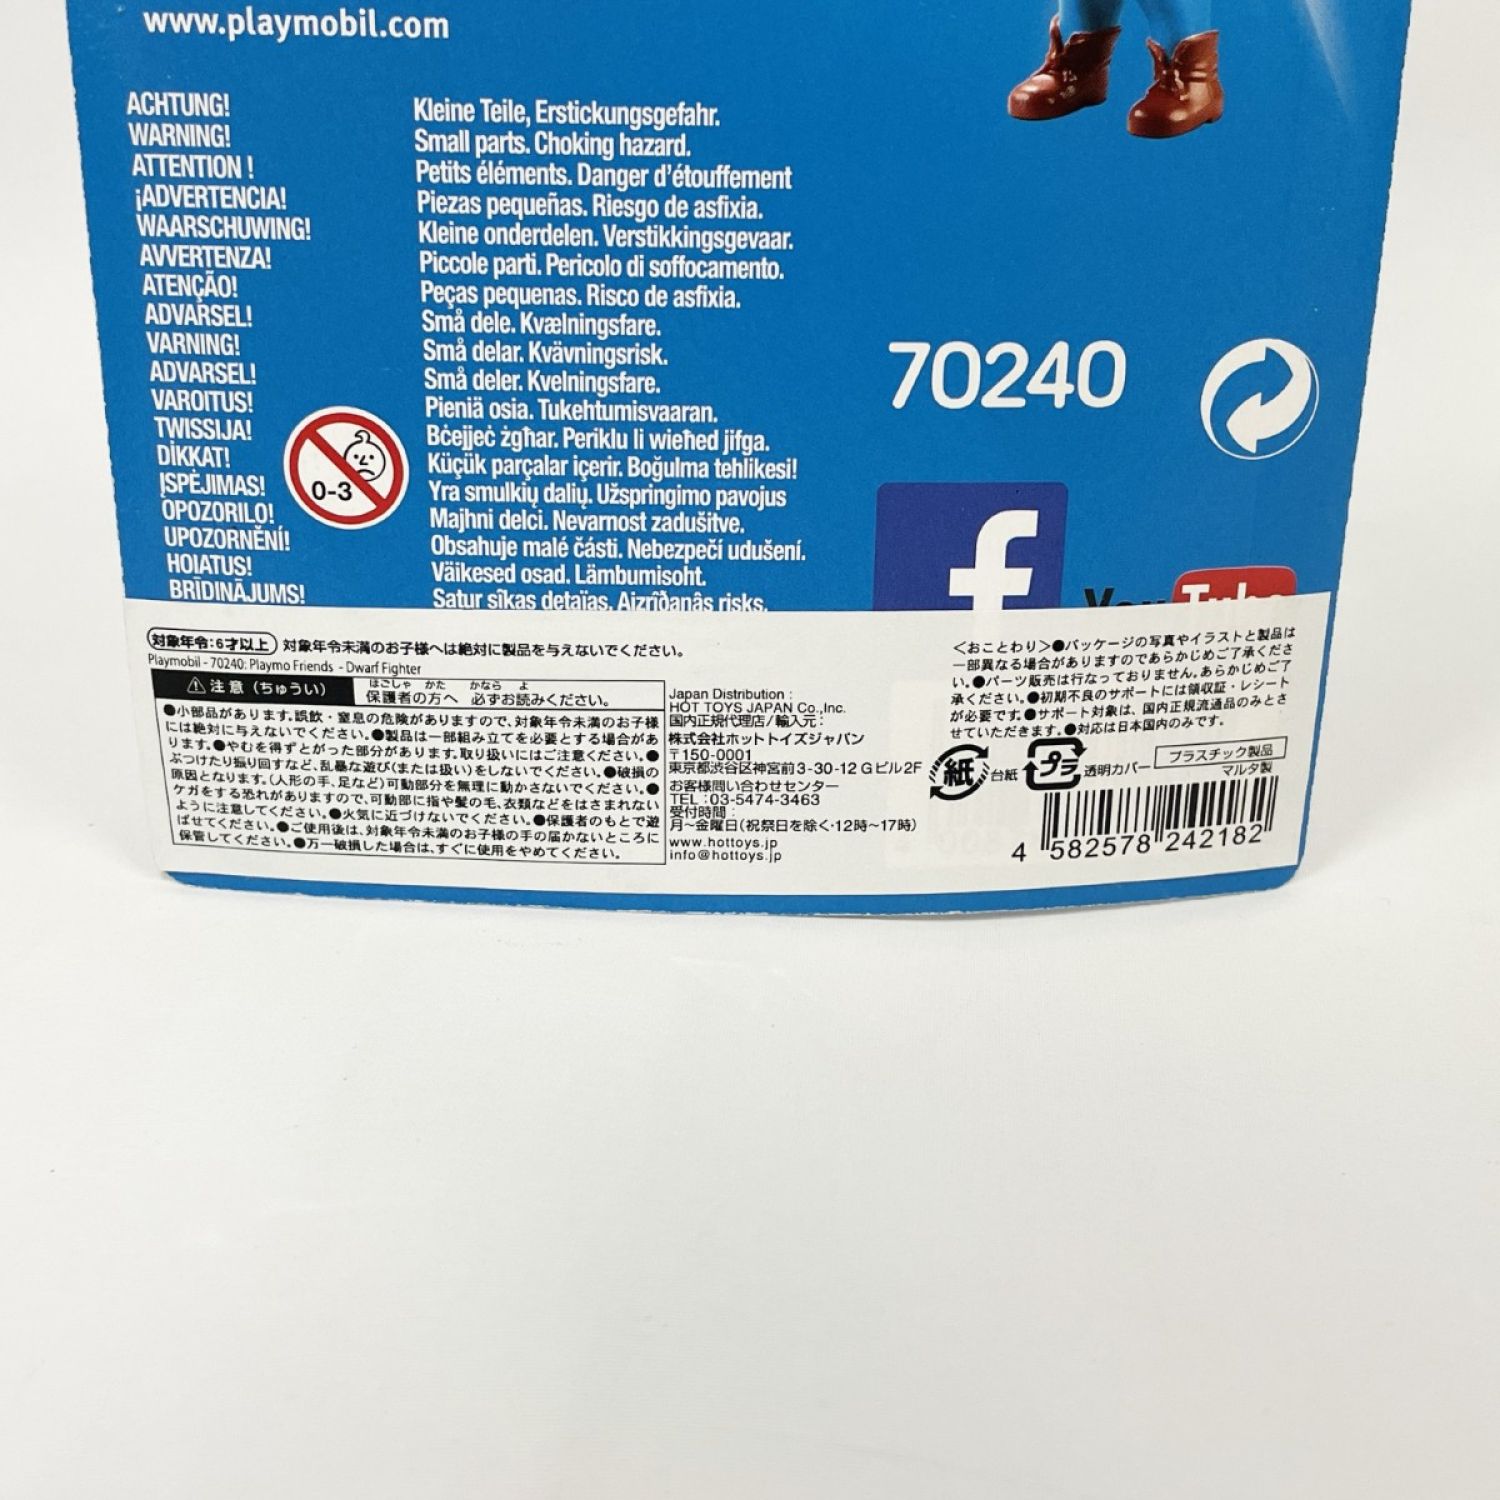 www.playmobil.com
ACHTUNG! Kleine Teile, Erstickungsgefahr.
WARNING! Small parts. Choking hazard.
ATTENTION ! Petits éléments. Danger d'étouffement
¡ADVERTENCIA! Piezas pequeñas. Riesgo de asfixia.
WAARSCHUWING! Kleine onderdelen. Verstikkingsgevaar.
AVVERTENZA! Piccole parti. Pericolo di soffocamento.
ATENÇÃO! Peças pequenas. Risco de asfixia.
ADVARSEL! Små dele. Kvælningsfare.
VARNING! Små delar. Kvävningsrisk.
ADVARSEL! Små deler. Kvelningsfare.
VAROITUS! Pieniä osia. Tukehtumisvaaran.
TWISSIJA! Bċejjeċ żgħar. Periklu li wieħed jifga.
DİKKAT! Küçük parçalar içerir. Boğulma tehlikesi!
ĮSPĖJIMAS! Yra smulkių dalių. Užspringimo pavojus
OPOZORILO! Majhni delci. Nevarnost zadušitve.
UPOZORNĚNÍ! Obsahuje malé části. Nebezpečí udušení.
HOIATUS! Väikesed osad. Lämbumisoht.
BRĪDINĀJUMS! Satur sīkas detaļas. Aizrīšanās risks.
0-3
70240
f
You Tube
対象年令:6才以上 対象年令未満のお子様へは絶対に製品を与えないでください。
Playmobil - 70240: Playmo Friends - Dwarf Fighter
⚠注意(ちゅうい)
ほごしゃ かた かなら よ
保護者の方へ 必ずお読みください。
●小部品があります。誤飲・窒息の危険がありますので、対象年令未満のお子様
には絶対に与えないでください。●製品は一部組み立てを必要とする場合があ
ります。●やむを得ずとがった部分があります。取り扱いにはご注意ください。●
ぶつけたり振り回すなど、乱暴な遊び(または扱い)をしないでください。●破損の
原因となります。(人形の手、足など)可動部分を無理に動かさないでください。●
ケガをする恐れがありますので、可動部に指や髪の毛、衣類などをはさまれない
ように注意してください。●火気に近づけないでください。●保護者のもとで遊
ばせてください。●ご使用後は、対象年令未満のお子様の手の届かないところに
保管してください。●万一破損した場合は、すぐに使用をやめてください。
Japan Distribution :
HOT TOYS JAPAN Co.,Inc.
国内正規代理店/輸入元:
株式会社ホットトイズジャパン
〒150-0001
東京都渋谷区神宮前3-30-12 Gビル2F
お客様問い合わせセンター
TEL:03-5474-3463
受付時間:
月~金曜日(祝祭日を除く・12時~17時)
www.hottoys.jp
info@hottoys.jp
<おことわり>●パッケージの写真やイラストと製品は
一部異なる場合がありますのであらかじめご了承くださ
い。●パーツ販売は行なっておりません。あらかじめご了
承ください。●初期不良のサポートには領収証・レシート
が必要です。●サポート対象は、国内正規流通品のみとさ
せていただきます。●対応は日本国内のみです。
紙 台紙 プラ 透明カバー
プラスチック製品
マルタ製
4 582578 242182